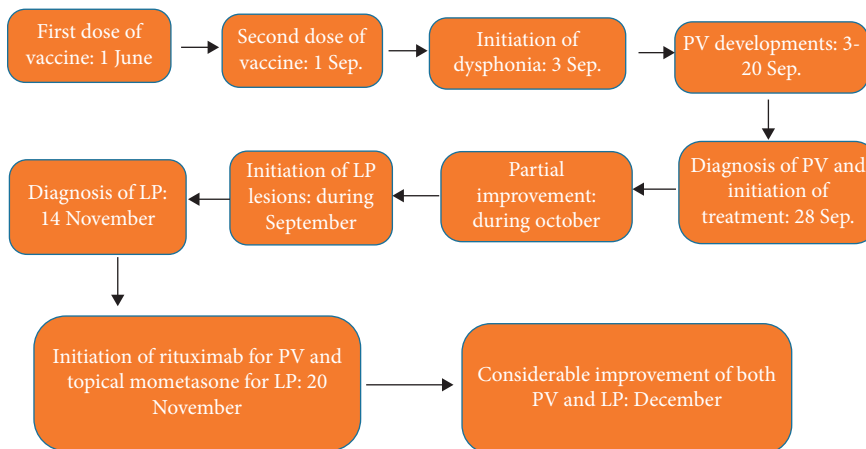 First dose of
vaccine: 1 June
Second dose of
vaccine: 1 Sep.
Initiation of
dysphonia: 3 Sep.
PV developments: 3-
20 Sep.
Diagnosis of PV and
initiation of
treatment: 28 Sep.
Partial
improvement:
during october
Initiation of LP
lesions: during
September
Diagnosis of LP:
14 November
Initiation of rituximab for PV and
topical mometasone for LP: 20
November
Considerable improvement of both
PV and LP: December